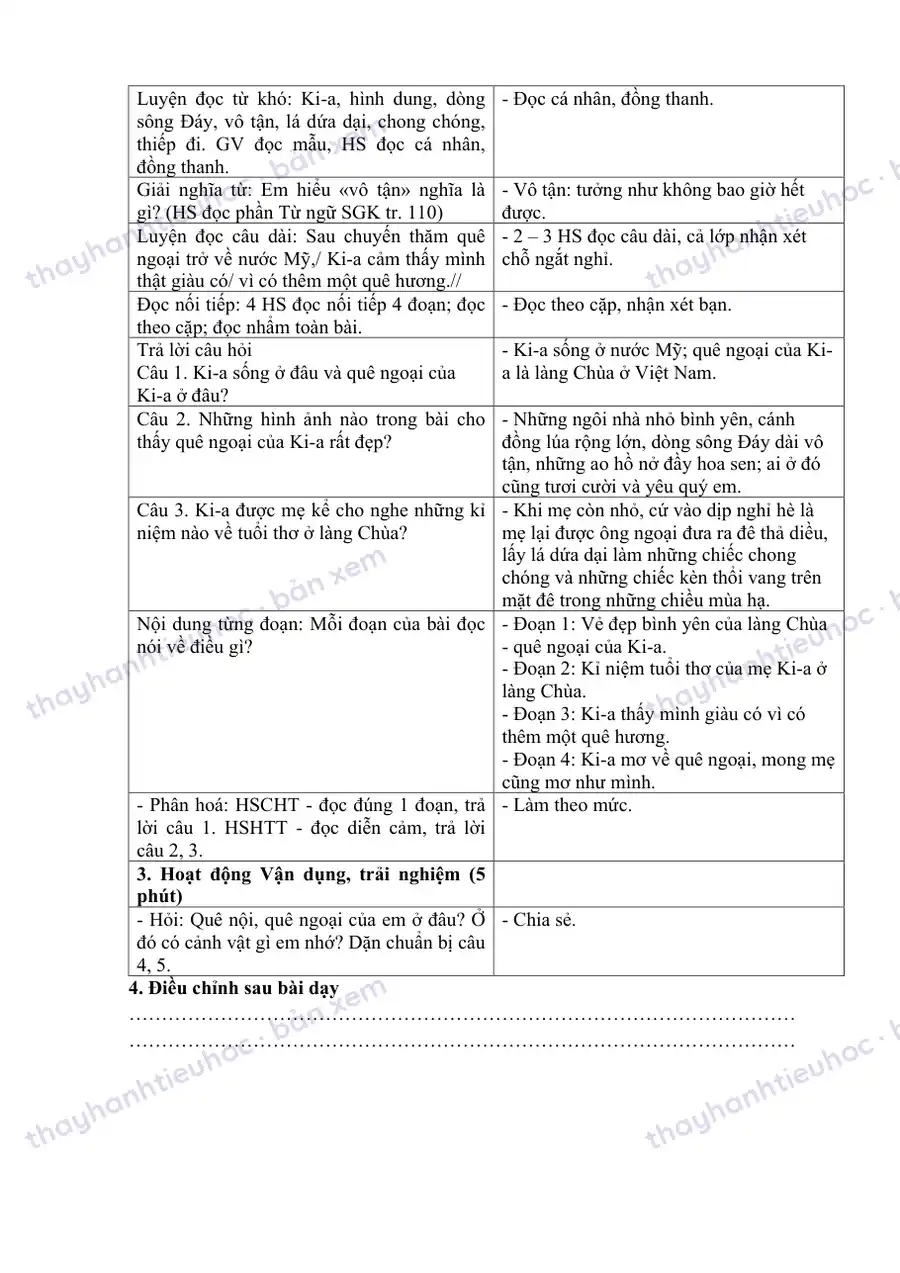 Luyện đọc từ khó: Ki-a, hình dung, dòng
sông Đáy, vô tận, lá dứa dại, chong chóng,
thiếp đi. GV đọc mẫu, HS đọc cá nhân,
đồng thanh.
- Đọc cá nhân, đồng thanh.
Giải nghĩa từ: Em hiểu «vô tận» nghĩa là
gì? (HS đọc phần Từ ngữ SGK tr. 110)
- Vô tận: tưởng như không bao giờ hết
được.
Luyện đọc câu dài: Sau chuyến thăm quê
ngoại trở về nước Mỹ,/ Ki-a cảm thấy mình
thật giàu có/ vì có thêm một quê hương.//
- 2 – 3 HS đọc câu dài, cả lớp nhận xét
chỗ ngắt nghỉ.
Đọc nối tiếp: 4 HS đọc nối tiếp 4 đoạn; đọc
theo cặp; đọc nhẩm toàn bài.
- Đọc theo cặp, nhận xét bạn.
Trả lời câu hỏi
Câu 1. Ki-a sống ở đâu và quê ngoại của
Ki-a ở đâu?
- Ki-a sống ở nước Mỹ; quê ngoại của Ki-
a là làng Chùa ở Việt Nam.
Câu 2. Những hình ảnh nào trong bài cho
thấy quê ngoại của Ki-a rất đẹp?
- Những ngôi nhà nhỏ bình yên, cánh
đồng lúa rộng lớn, dòng sông Đáy dài vô
tận, những ao hồ nở đầy hoa sen; ai ở đó
cũng tươi cười và yêu quý em.
Câu 3. Ki-a được mẹ kể cho nghe những kỉ
niệm nào về tuổi thơ ở làng Chùa?
- Khi mẹ còn nhỏ, cứ vào dịp nghỉ hè là
mẹ lại được ông ngoại đưa ra đê thả diều,
lấy lá dứa dại làm những chiếc chong
chóng và những chiếc kèn thổi vang trên
mặt đê trong những chiều mùa hạ.
Nội dung từng đoạn: Mỗi đoạn của bài đọc
nói về điều gì?
- Đoạn 1: Vẻ đẹp bình yên của làng Chùa
- quê ngoại của Ki-a.
- Đoạn 2: Kỉ niệm tuổi thơ của mẹ Ki-a ở
làng Chùa.
- Đoạn 3: Ki-a thấy mình giàu có vì có
thêm một quê hương.
- Đoạn 4: Ki-a mơ về quê ngoại, mong mẹ
cũng mơ như mình.
- Phân hoá: HSCHT - đọc đúng 1 đoạn, trả
lời câu 1. HSHTT - đọc diễn cảm, trả lời
câu 2, 3.
- Làm theo mức.
3. Hoạt động Vận dụng, trải nghiệm (5
phút)
- Hỏi: Quê nội, quê ngoại của em ở đâu? Ở
đó có cảnh vật gì em nhớ? Dặn chuẩn bị câu
4, 5.
- Chia sẻ.
4. Điều chỉnh sau bài dạy
……………………………………………………………………………………………
……………………………………………………………………………………………
thayhanhtieuhoc · bản xem
thayhanhtieuhoc · b
thayhanhtieuhoc · bản xem
thayhanhtieuhoc · b
thayhanhtieuhoc · bản xem
thayhanhtieuhoc · b